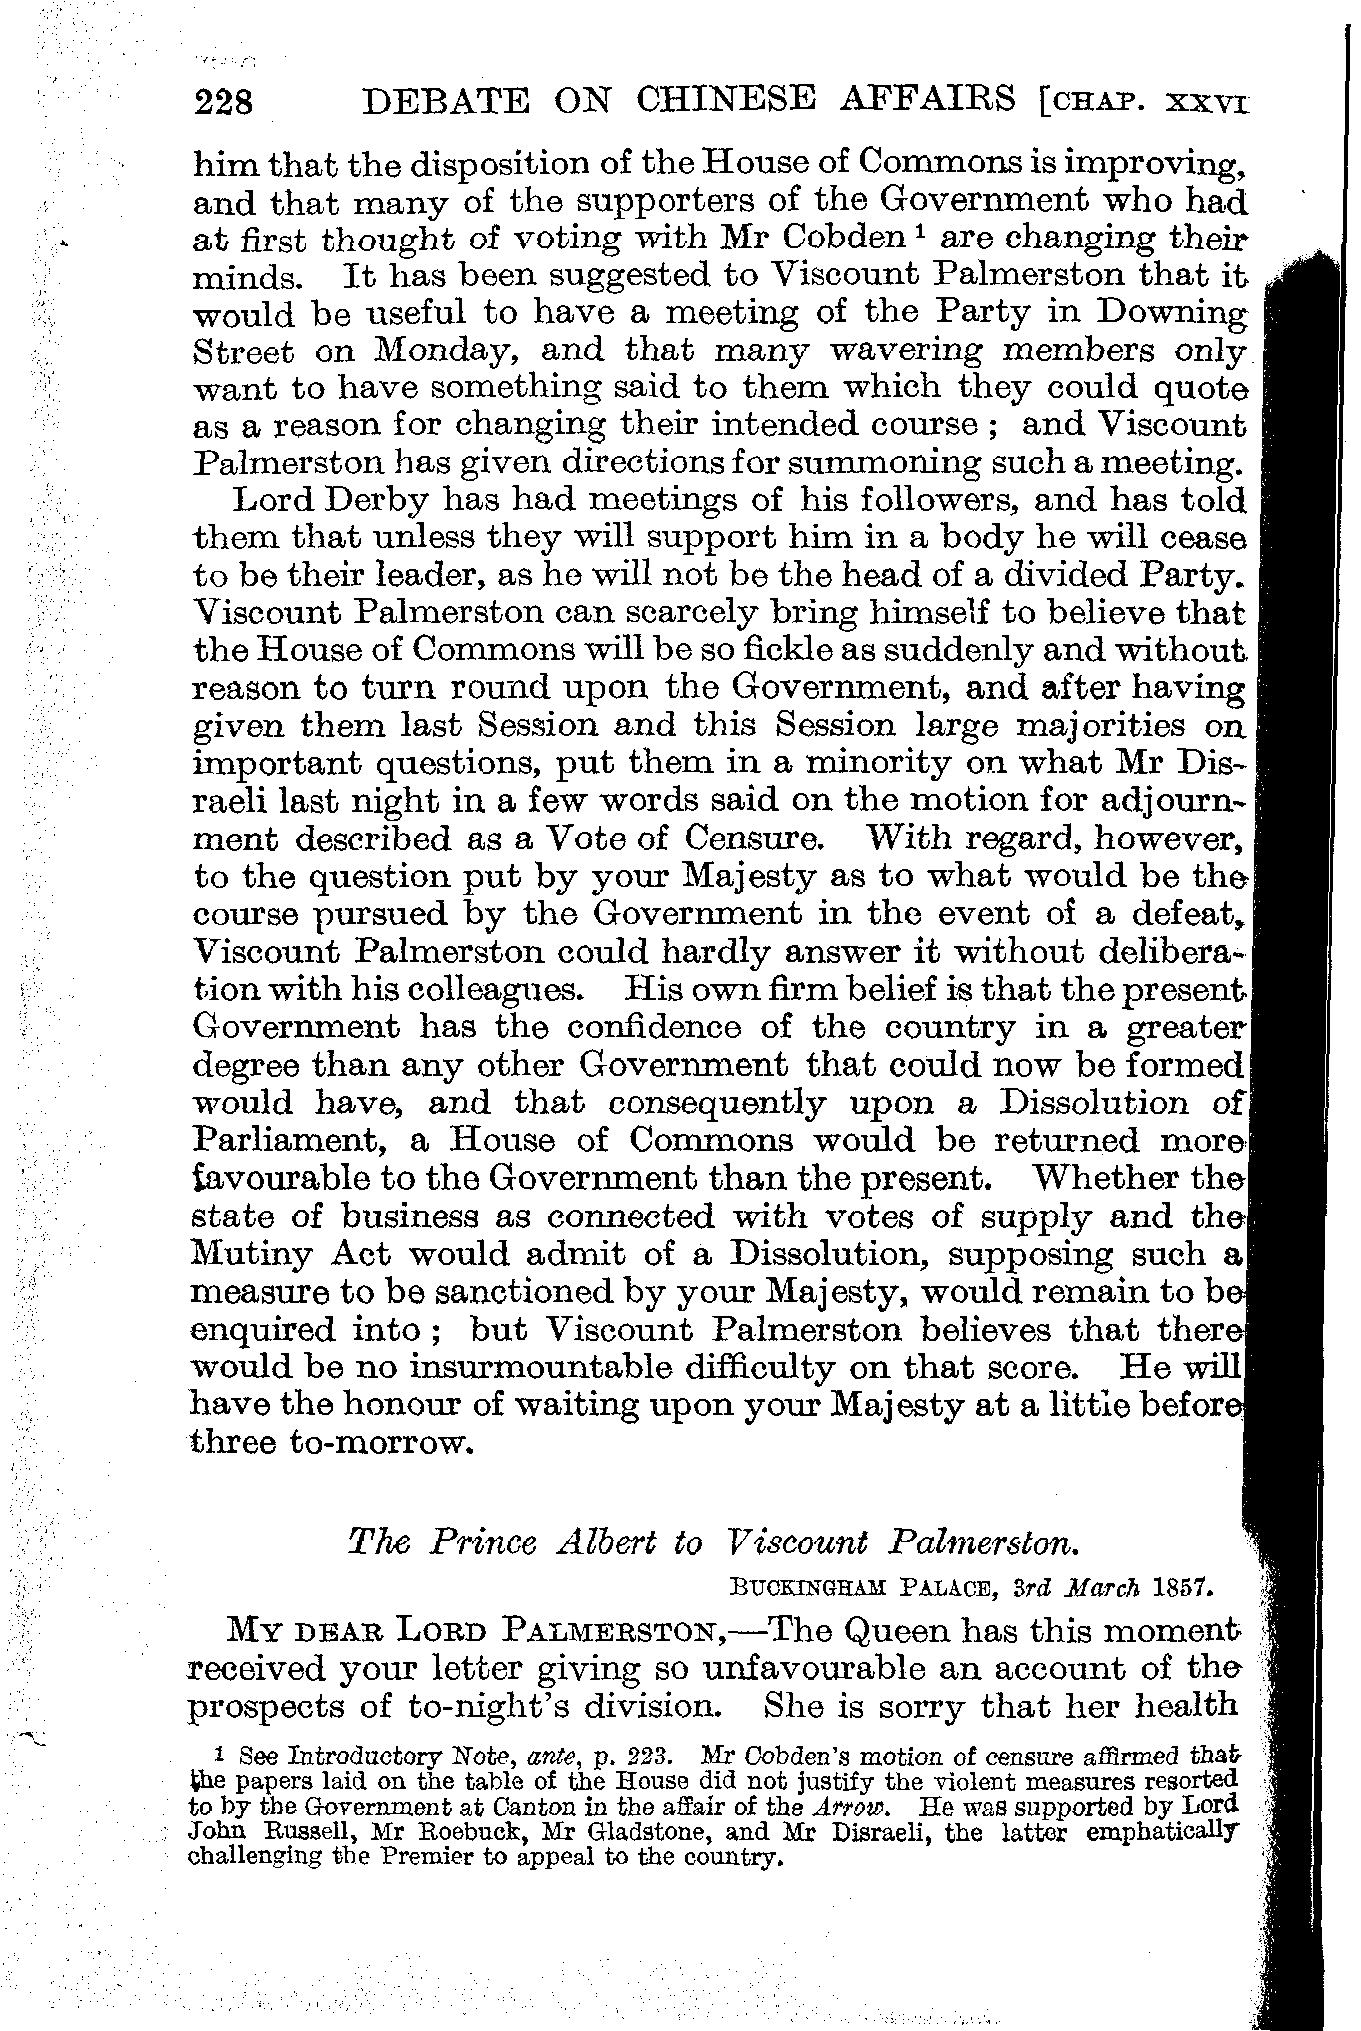 228 DEBATE ON CHINESE AFFAIRS [CHAP. XXVI
him that the disposition of the House of Commons is improving,
and that many of the supporters of the Government who had
at first thought of voting with Mr Cobden 1 are changing their
minds. It has been suggested to Viscount Palmerston that it
would be useful to have a meeting of the Party in Downing
Street on Monday, and that many wavering members only
want to have something said to them which they could quote
as a reason for changing their intended course ; and Viscount
Palmerston has given directions for summoning such a meeting.
Lord Derby has had meetings of his followers, and has told
them that unless they will support him in a body he will cease
to be their leader, as he will not be the head of a divided Party.
Viscount Palmerston can scarcely bring himself to believe that
the House of Commons will be so fickle as suddenly and without
reason to turn round upon the Government, and after having
given them last Session and this Session large majorities on
important questions, put them in a minority on what Mr Dis-
raeli last night in a few words said on the motion for adjourn-
ment described as a Vote of Censure. With regard, however,
to the question put by your Majesty as to what would be the
course pursued by the Government in the event of a defeat,
Viscount Palmerston could hardly answer it without delibera-
tion with his colleagues. His own firm belief is that the present
Government has the confidence of the country in a greater
degree than any other Government that could now be formed
would have, and that consequently upon a Dissolution of
Parliament, a House of Commons would be returned more
favourable to the Government than the present. Whether the
state of business as connected with votes of supply and the
Mutiny Act would admit of a Dissolution, supposing such a
measure to be sanctioned by your Majesty, would remain to be
enquired into ; but Viscount Palmerston believes that there
would be no insurmountable difficulty on that score. He will
have the honour of waiting upon your Majesty at a little before
three to-morrow.
The Prince Albert to Viscount Palmerston.
BUCKINGHAM PALACE, 3rd March 1857.
MY DEAR LORD PALMERSTON,—The Queen has this moment
received your letter giving so unfavourable an account of the
prospects of to-night's division. She is sorry that her health
1 See Introductory Note, ante, p. 223. Mr Cobden's motion of censure affirmed that
the papers laid on the table of the House did not justify the violent measures resorted
to by the Government at Canton in the affair of the Arrow. He was supported by Lord
John Russell, Mr Roebuck, Mr Gladstone, and Mr Disraeli, the latter emphatically
challenging the Premier to appeal to the country.